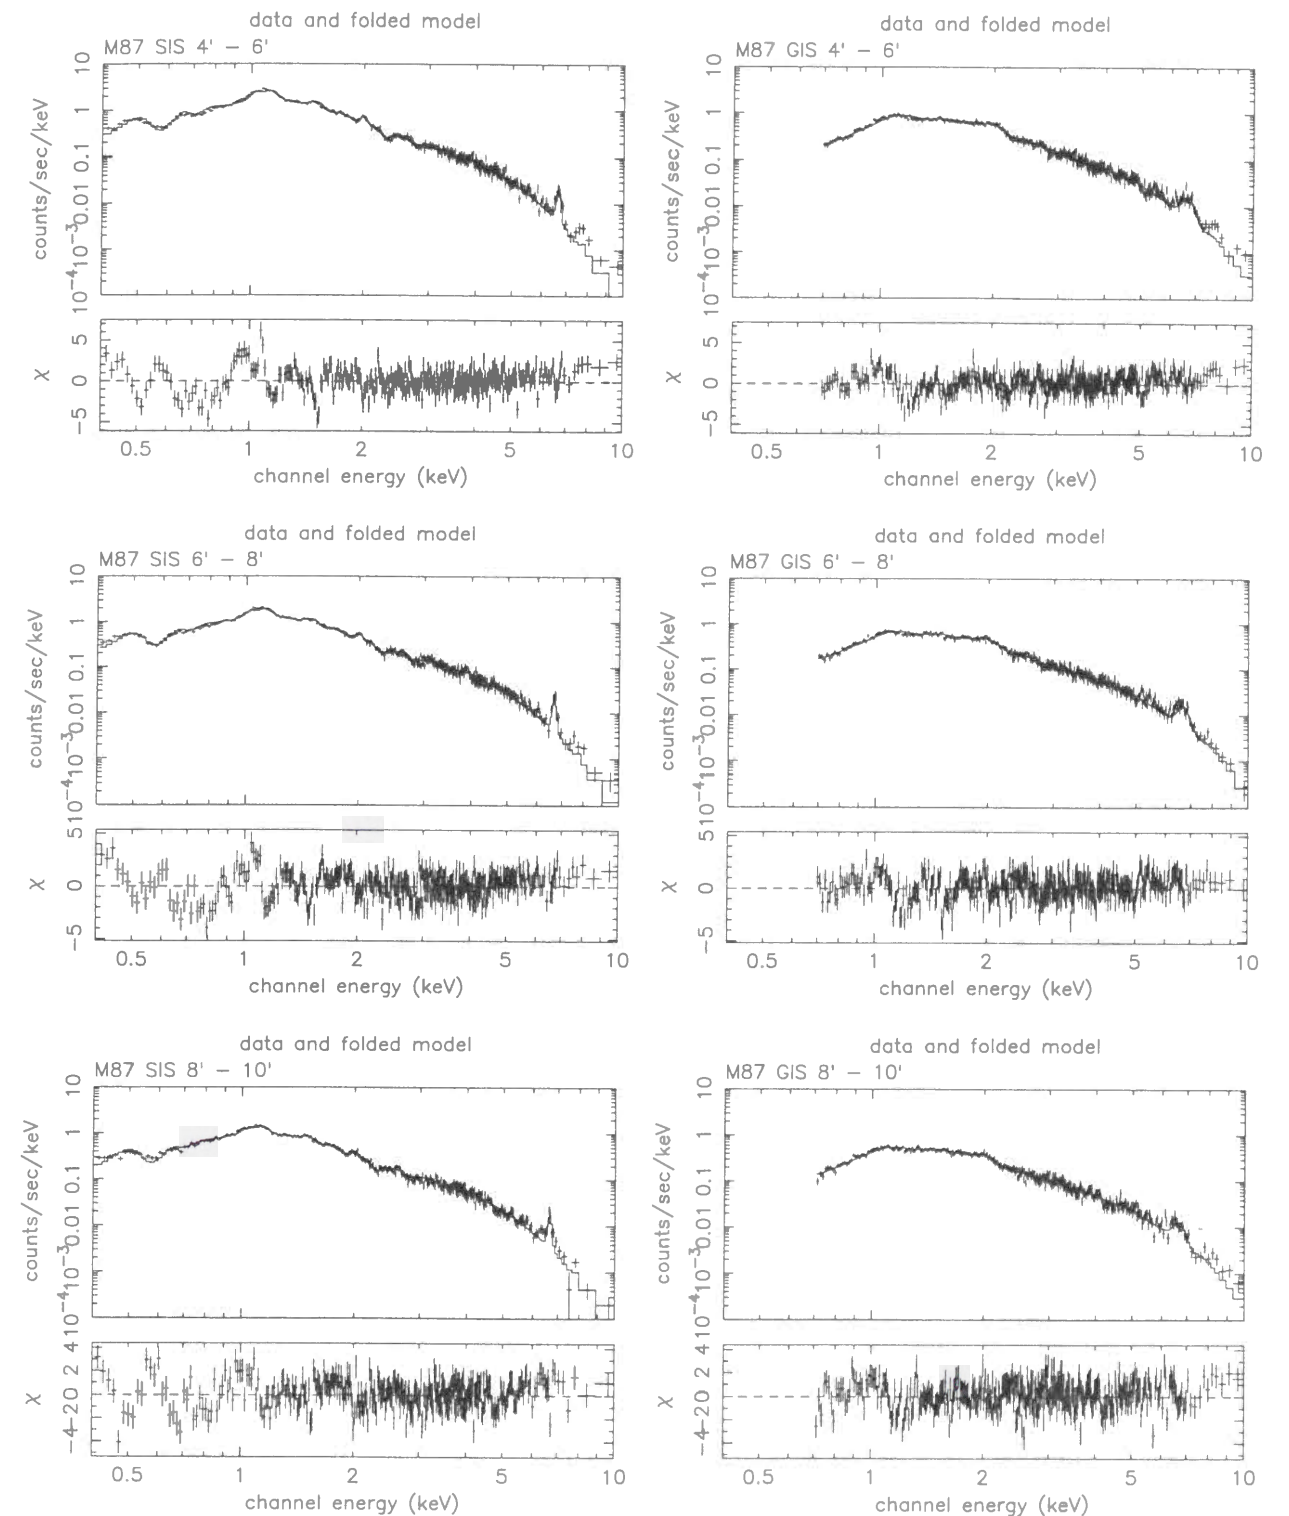 data and folded model
M87 SIS 4' – 6'
counts/sec/keV
10
1
0.1
0.01
10⁻³
10⁻⁴
χ
5
0
−5
0.5 1 2 5 10
channel energy (keV)
data and folded model
M87 GIS 4' – 6'
counts/sec/keV
10
1
0.1
0.01
10⁻³
10⁻⁴
χ
5
0
−5
0.5 1 2 5 10
channel energy (keV)
data and folded model
M87 SIS 6' – 8'
counts/sec/keV
10
1
0.1
0.01
10⁻³
10⁻⁴
χ
5
0
−5
0.5 1 2 5 10
channel energy (keV)
data and folded model
M87 GIS 6' – 8'
counts/sec/keV
10
1
0.1
0.01
10⁻³
10⁻⁴
χ
5
0
−5
0.5 1 2 5 10
channel energy (keV)
data and folded model
M87 SIS 8' – 10'
counts/sec/keV
10
1
0.1
0.01
10⁻³
10⁻⁴
χ
4
2
0
−2
−4
0.5 1 2 5 10
channel energy (keV)
data and folded model
M87 GIS 8' – 10'
counts/sec/keV
10
1
0.1
0.01
10⁻³
10⁻⁴
χ
4
2
0
−2
−4
0.5 1 2 5 10
channel energy (keV)